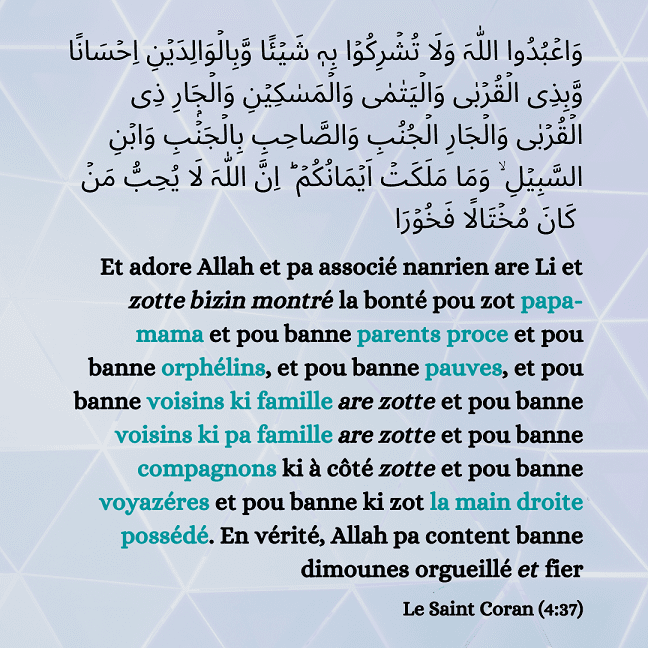 وَاعۡبُدُوا اللّٰہَ وَلَا تُشۡرِکُوۡا بِہٖ شَیۡـًٔا وَّبِالۡوَالِدَیۡنِ اِحۡسَانًا
وَّبِذِی الۡقُرۡبٰی وَالۡیَتٰمٰی وَالۡمَسٰکِیۡنِ وَالۡجَارِ ذِی
الۡقُرۡبٰی وَالۡجَارِ الۡجُنُبِ وَالصَّاحِبِ بِالۡجَنۡۢبِ وَابۡنِ
السَّبِیۡلِ ۙ وَمَا مَلَکَتۡ اَیۡمَانُکُمۡ ؕ اِنَّ اللّٰہَ لَا یُحِبُّ مَنۡ
کَانَ مُخۡتَالًا فَخُوۡرَا
Et adore Allah et pa associé nanrien are Li et
zotte bizin montré la bonté pou zot papa-
mama et pou banne parents proce et pou
banne orphélins, et pou banne pauves, et pou
banne voisins ki famille are zotte et pou banne
voisins ki pa famille are zotte et pou banne
compagnons ki à côté zotte et pou banne
voyazéres et pou banne ki zot la main droite
possédé. En vérité, Allah pa content banne
dimounes orgueillé et fier
Le Saint Coran (4:37)